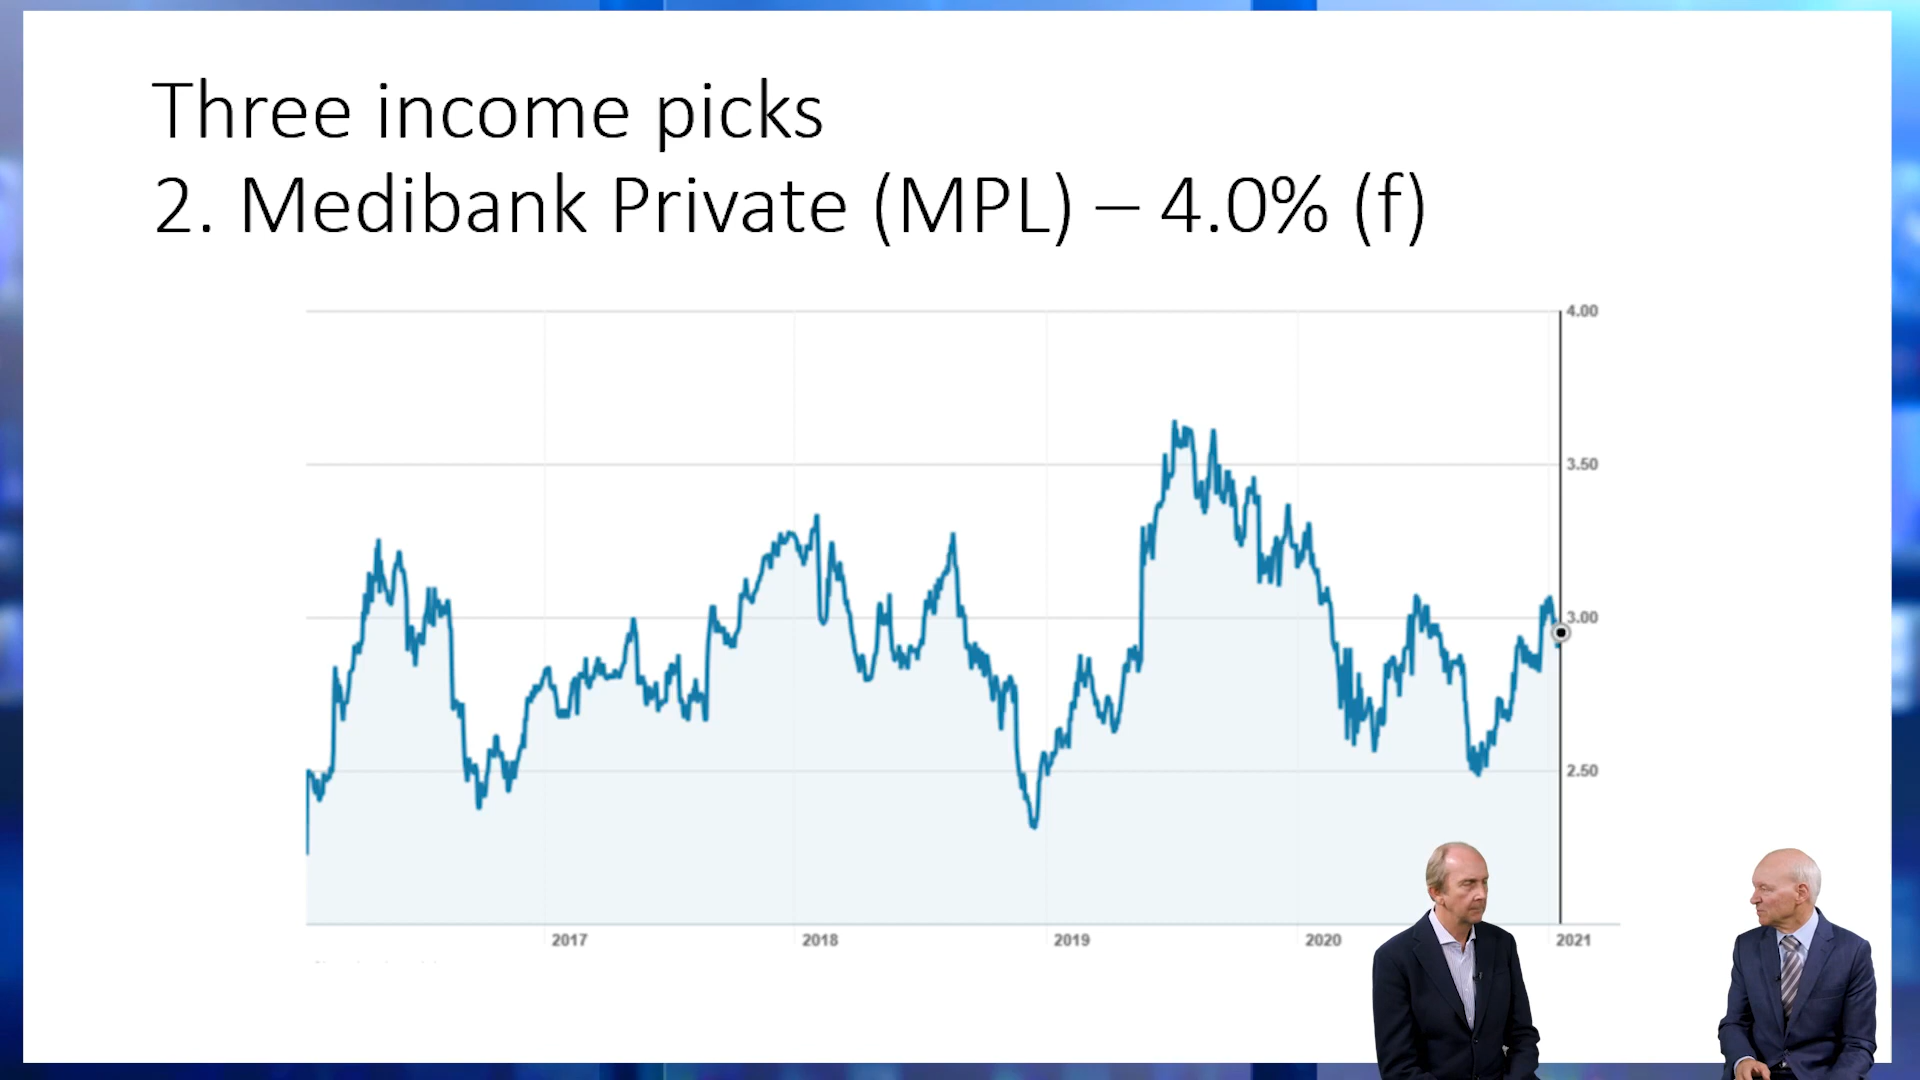 Three income picks
2. Medibank Private (MPL) – 4.0% (f)
4.00
3.50
3.00
2.50
2017 2018 2019 2020 2021